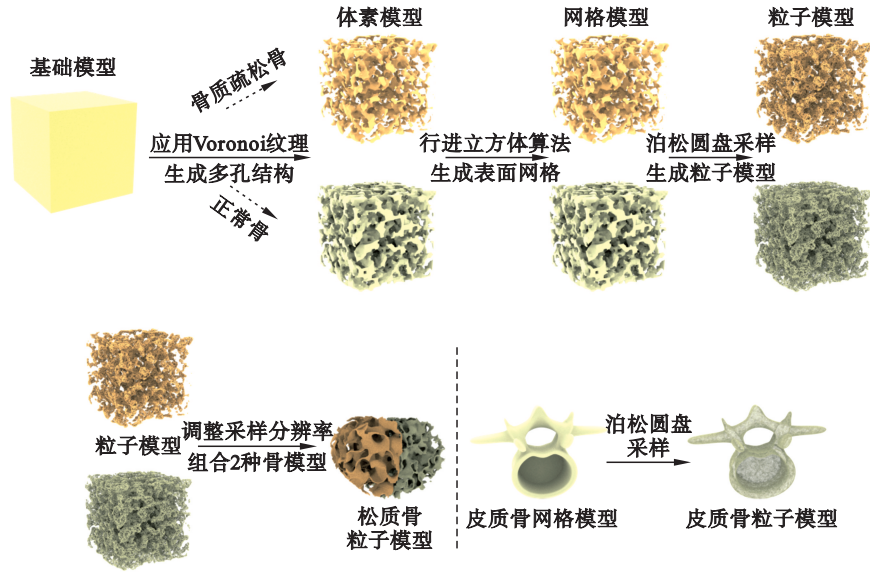 体素模型
网格模型
粒子模型
基础模型
骨质疏松骨
应用Voronoi纹理
生成多孔结构
正常骨
行进立方体算法
生成表面网格
泊松圆盘采样
生成粒子模型
粒子模型
调整采样分辨率
组合2种骨模型
松质骨
粒子模型
泊松圆盘
采样
皮质骨网格模型
皮质骨粒子模型